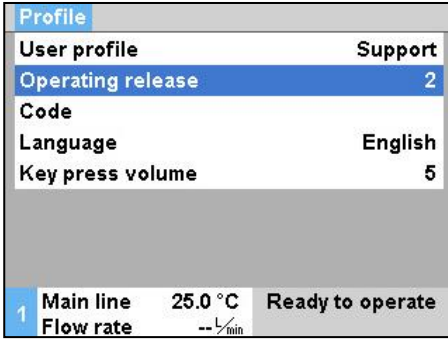 Profile
User profile Support
Operating release 2
Code
Language English
Key press volume 5
1 Main line 25.0 °C Ready to operate
Flow rate -- L/min